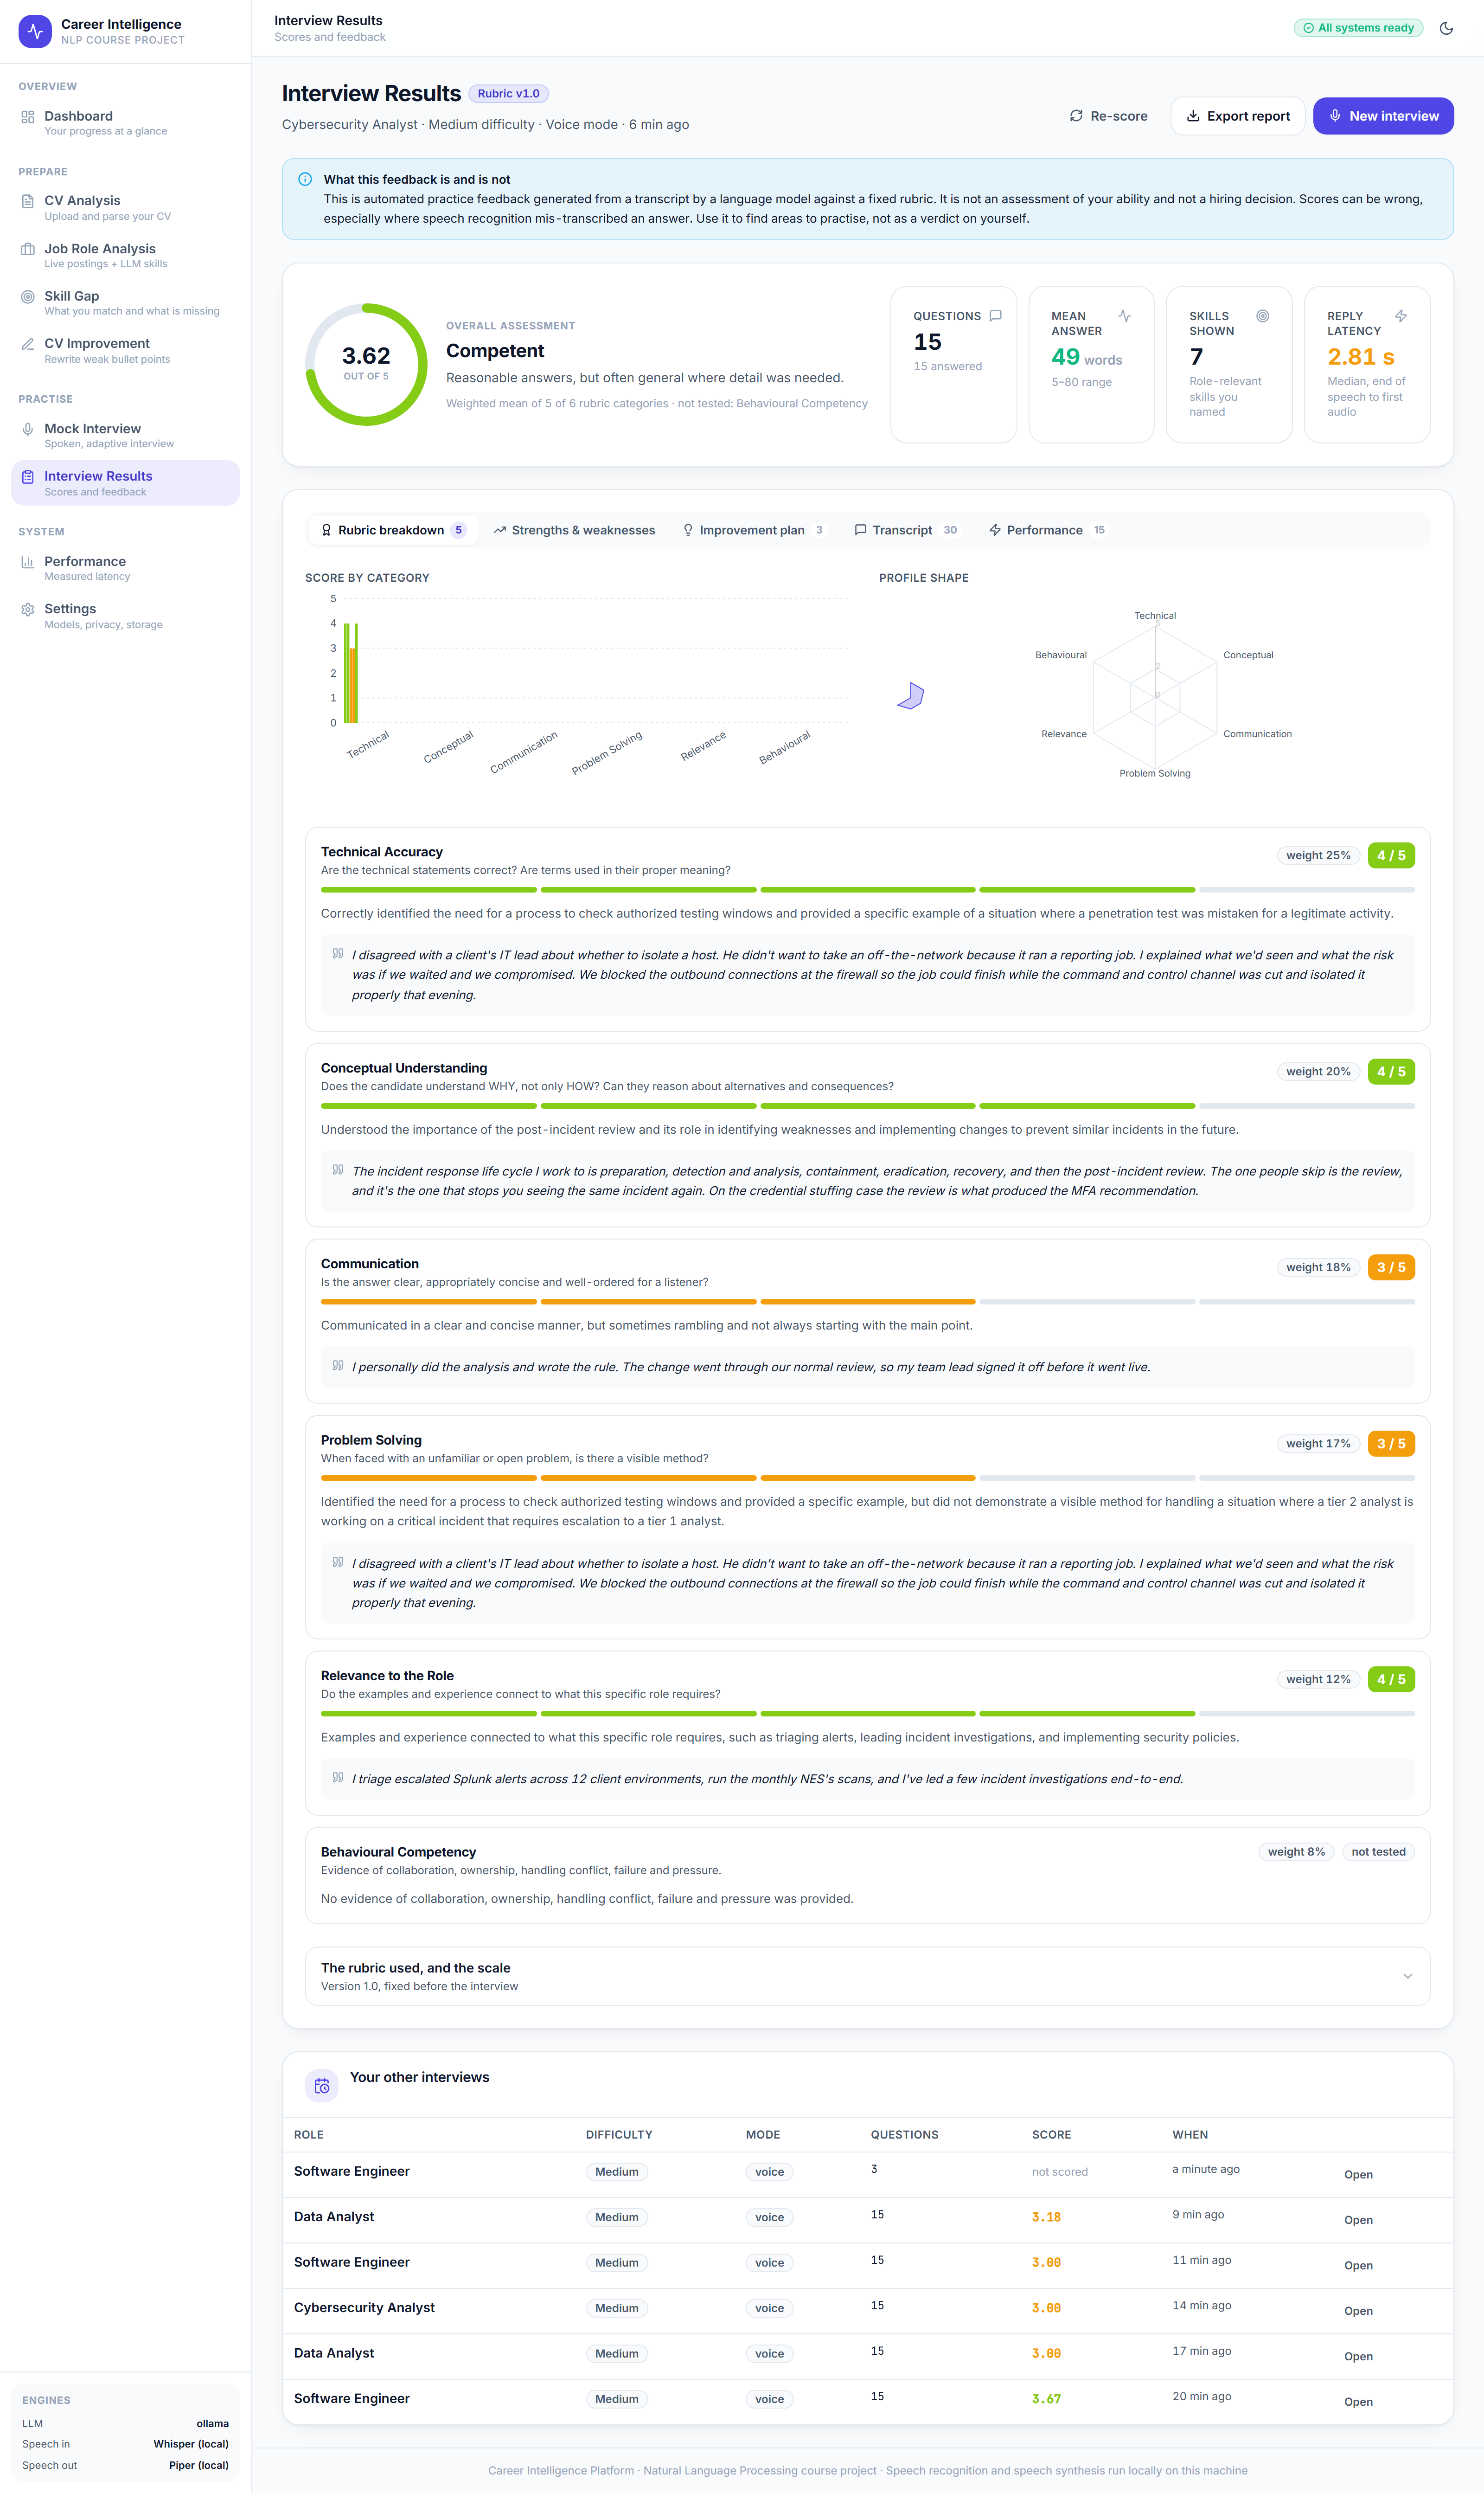 Career Intelligence
NLP COURSE PROJECT
OVERVIEW
Dashboard
Your progress at a glance
PREPARE
CV Analysis
Upload and parse your CV
Job Role Analysis
Live postings + LLM skills
Skill Gap
What you match and what is missing
CV Improvement
Rewrite weak bullet points
PRACTISE
Mock Interview
Spoken, adaptive interview
Interview Results
Scores and feedback
SYSTEM
Performance
Measured latency
Settings
Models, privacy, storage
ENGINES
LLM ollama
Speech in Whisper (local)
Speech out Piper (local)
Interview Results
Scores and feedback
All systems ready
Interview Results Rubric v1.0
Cybersecurity Analyst · Medium difficulty · Voice mode · 6 min ago
Re-score Export report New interview
What this feedback is and is not
This is automated practice feedback generated from a transcript by a language model against a fixed rubric. It is not an assessment of your ability and not a hiring decision. Scores can be wrong,
especially where speech recognition mis-transcribed an answer. Use it to find areas to practise, not as a verdict on yourself.
3.62
OUT OF 5
OVERALL ASSESSMENT
Competent
Reasonable answers, but often general where detail was needed.
Weighted mean of 5 of 6 rubric categories · not tested: Behavioural Competency
QUESTIONS
15
15 answered
MEAN
ANSWER
49 words
5–80 range
SKILLS
SHOWN
7
Role-relevant
skills you
named
REPLY
LATENCY
2.81 s
Median, end of
speech to first
audio
Rubric breakdown 5 Strengths & weaknesses Improvement plan 3 Transcript 30 Performance 15
SCORE BY CATEGORY
5
4
3
2
1
0
Technical Conceptual Communication Problem Solving Relevance Behavioural
PROFILE SHAPE
Technical
5
Behavioural Conceptual
2
0
Relevance Communication
Problem Solving
Technical Accuracy weight 25% 4 / 5
Are the technical statements correct? Are terms used in their proper meaning?
Correctly identified the need for a process to check authorized testing windows and provided a specific example of a situation where a penetration test was mistaken for a legitimate activity.
I disagreed with a client's IT lead about whether to isolate a host. He didn't want to take an off-the-network because it ran a reporting job. I explained what we'd seen and what the risk
was if we waited and we compromised. We blocked the outbound connections at the firewall so the job could finish while the command and control channel was cut and isolated it
properly that evening.
Conceptual Understanding weight 20% 4 / 5
Does the candidate understand WHY, not only HOW? Can they reason about alternatives and consequences?
Understood the importance of the post-incident review and its role in identifying weaknesses and implementing changes to prevent similar incidents in the future.
The incident response life cycle I work to is preparation, detection and analysis, containment, eradication, recovery, and then the post-incident review. The one people skip is the review,
and it's the one that stops you seeing the same incident again. On the credential stuffing case the review is what produced the MFA recommendation.
Communication weight 18% 3 / 5
Is the answer clear, appropriately concise and well-ordered for a listener?
Communicated in a clear and concise manner, but sometimes rambling and not always starting with the main point.
I personally did the analysis and wrote the rule. The change went through our normal review, so my team lead signed it off before it went live.
Problem Solving weight 17% 3 / 5
When faced with an unfamiliar or open problem, is there a visible method?
Identified the need for a process to check authorized testing windows and provided a specific example, but did not demonstrate a visible method for handling a situation where a tier 2 analyst is
working on a critical incident that requires escalation to a tier 1 analyst.
I disagreed with a client's IT lead about whether to isolate a host. He didn't want to take an off-the-network because it ran a reporting job. I explained what we'd seen and what the risk
was if we waited and we compromised. We blocked the outbound connections at the firewall so the job could finish while the command and control channel was cut and isolated it
properly that evening.
Relevance to the Role weight 12% 4 / 5
Do the examples and experience connect to what this specific role requires?
Examples and experience connected to what this specific role requires, such as triaging alerts, leading incident investigations, and implementing security policies.
I triage escalated Splunk alerts across 12 client environments, run the monthly NES's scans, and I've led a few incident investigations end-to-end.
Behavioural Competency weight 8% not tested
Evidence of collaboration, ownership, handling conflict, failure and pressure.
No evidence of collaboration, ownership, handling conflict, failure and pressure was provided.
The rubric used, and the scale
Version 1.0, fixed before the interview
Your other interviews
ROLE DIFFICULTY MODE QUESTIONS SCORE WHEN
Software Engineer Medium voice 3 not scored a minute ago Open
Data Analyst Medium voice 15 3.18 9 min ago Open
Software Engineer Medium voice 15 3.00 11 min ago Open
Cybersecurity Analyst Medium voice 15 3.00 14 min ago Open
Data Analyst Medium voice 15 3.00 17 min ago Open
Software Engineer Medium voice 15 3.67 20 min ago Open
Career Intelligence Platform · Natural Language Processing course project · Speech recognition and speech synthesis run locally on this machine